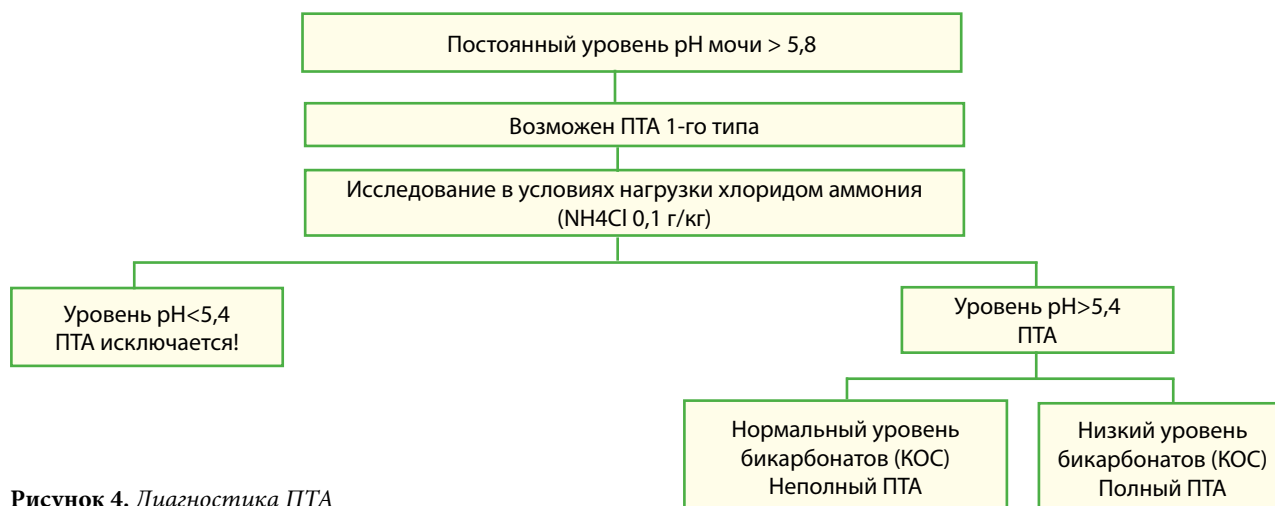 Постоянный уровень pH мочи > 5,8
Возможен ПТА 1-го типа
Исследование в условиях нагрузки хлоридом аммония
(NH4Cl 0,1 г/кг)
Уровень pH<5,4
ПТА исключается!
Уровень pH>5,4
ПТА
Нормальный уровень
бикарбонатов (КОС)
Неполный ПТА
Низкий уровень
бикарбонатов (КОС)
Полный ПТА
Рисунок 4. Диагностика ПТА